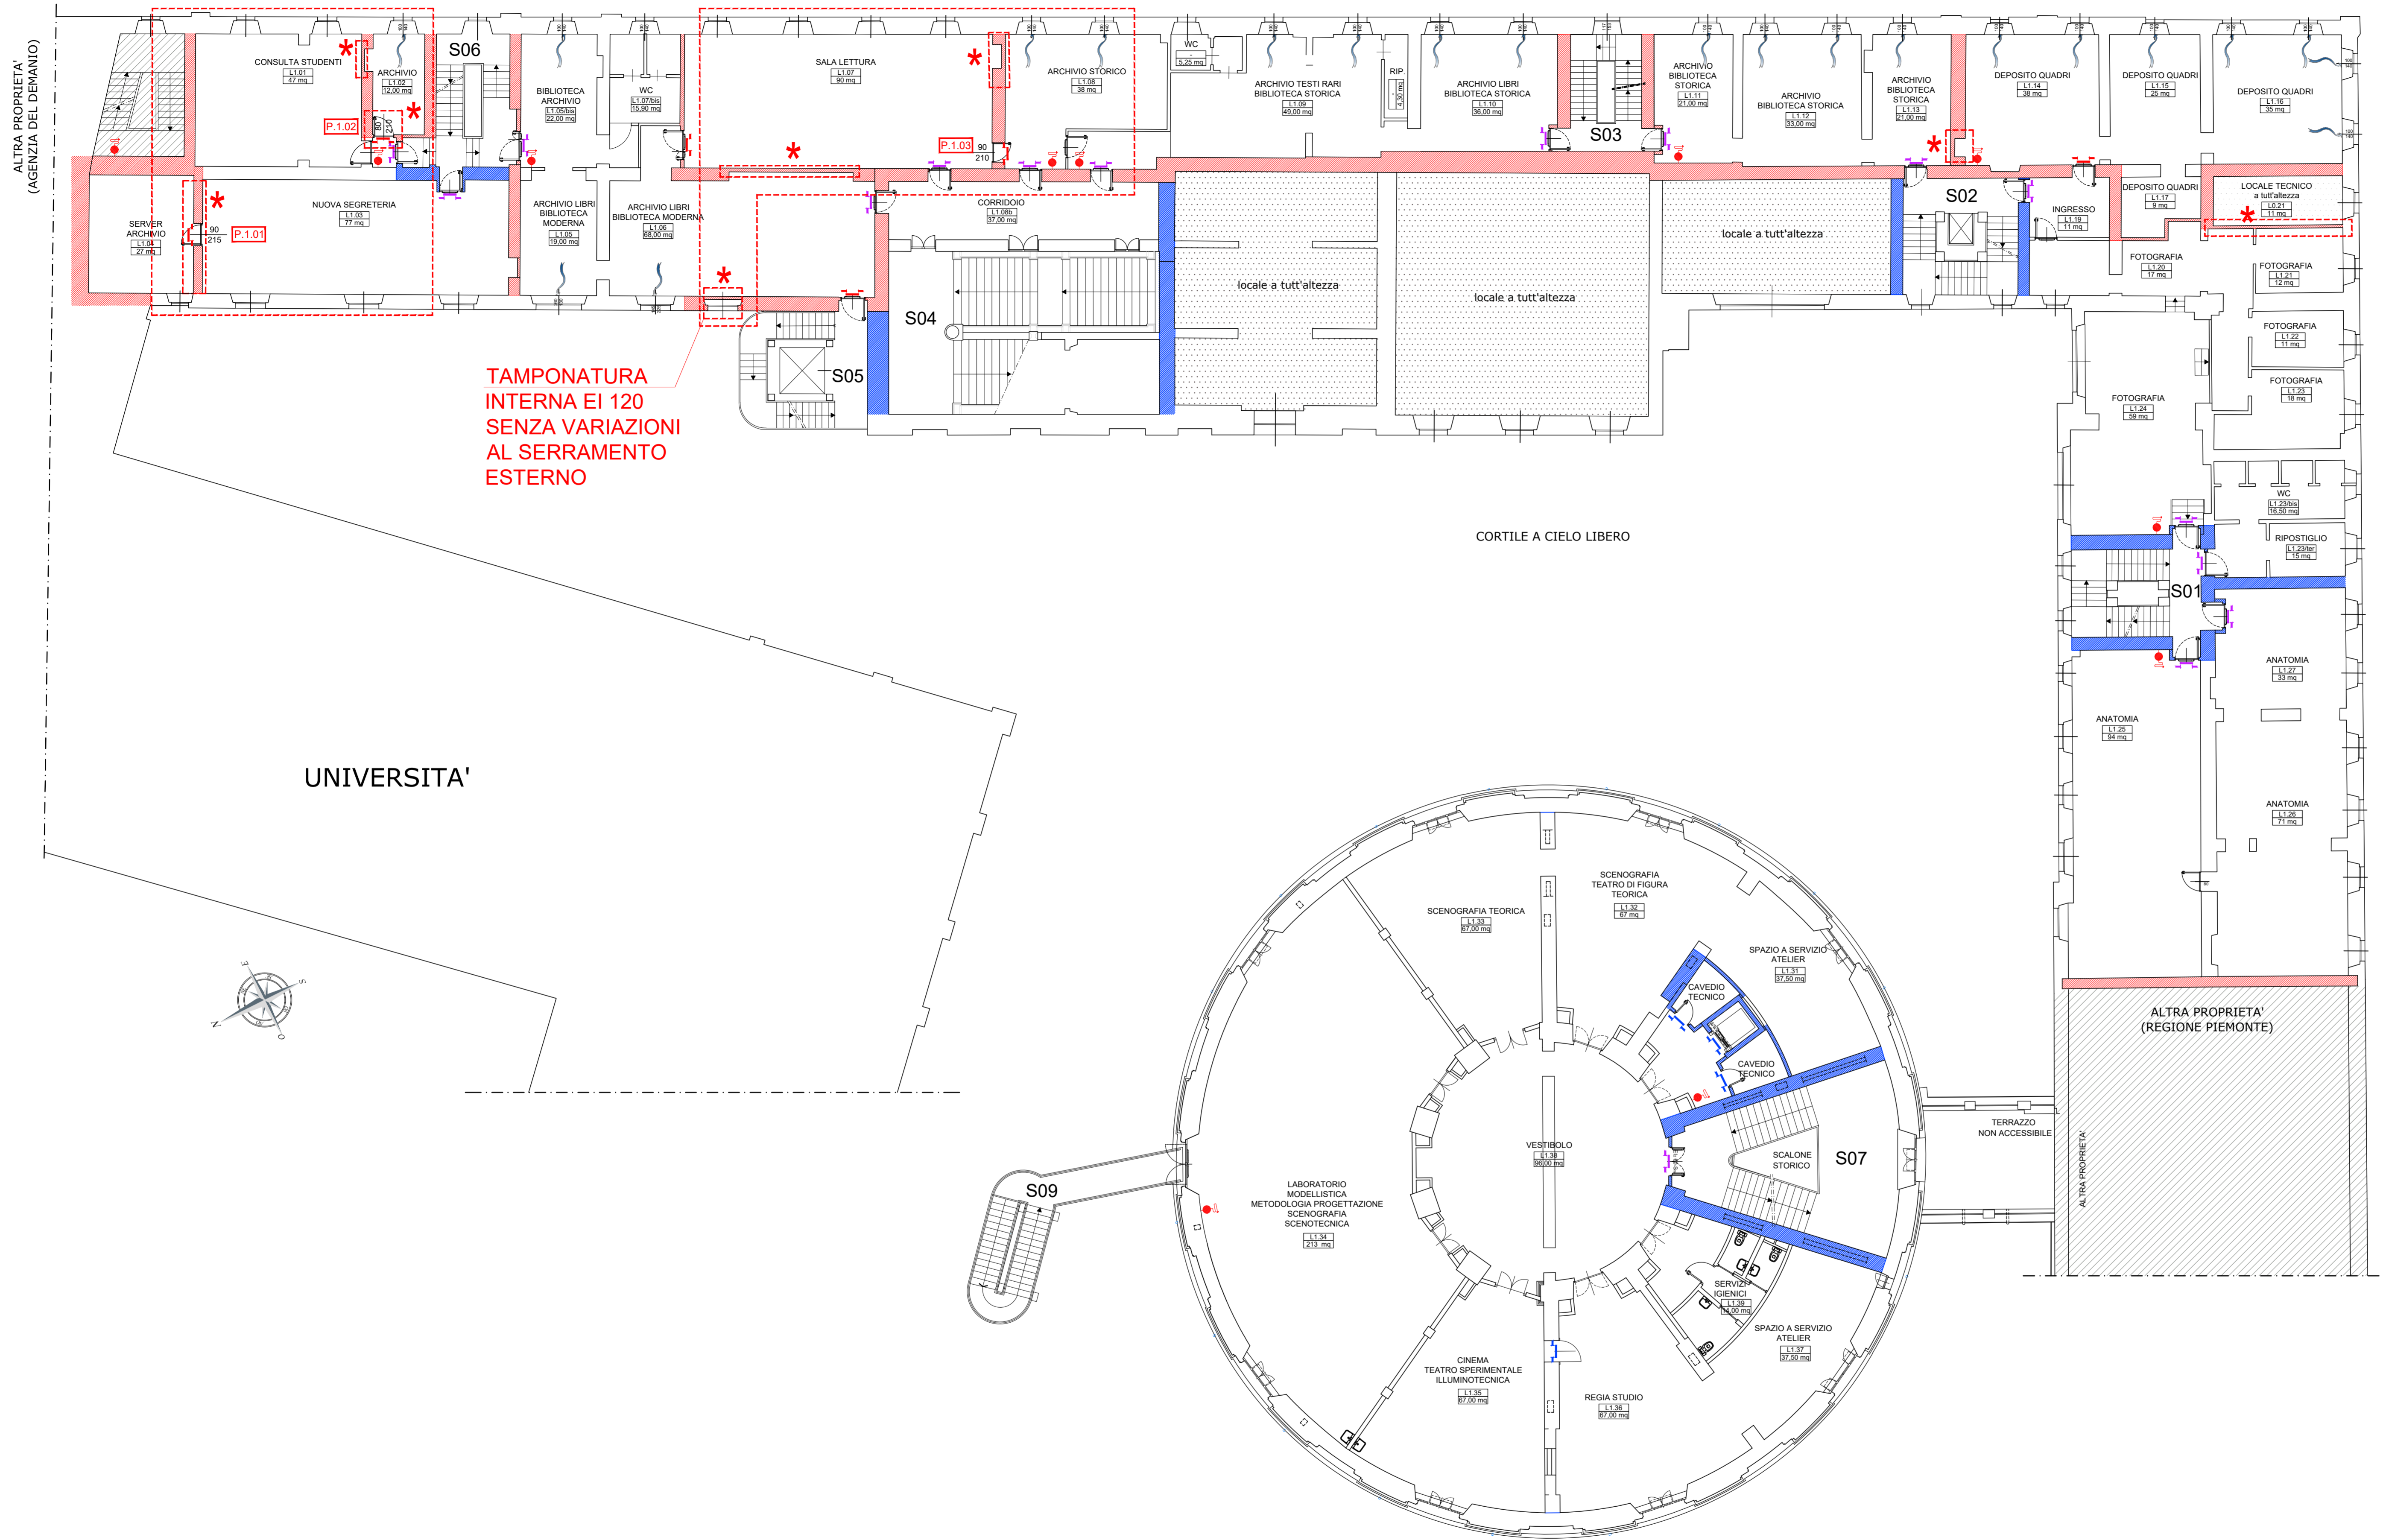 ALTRA PROPRIETA'
(AGENZIA DEL DEMANIO)
CONSULTA STUDENTI
L1.01
47 mq
ARCHIVIO
L1.02
12,00 mq
S06
P.1.02
80
210
BIBLIOTECA
ARCHIVIO
L1.05/bis
22,00 mq
WC
L1.07/bis
15,90 mq
SALA LETTURA
L1.07
90 mq
P.1.03
90
210
ARCHIVIO STORICO
L1.08
38 mq
WC
-
5,25 mq
ARCHIVIO TESTI RARI
BIBLIOTECA STORICA
L1.09
49,00 mq
RIP.
-
4,30 mq
ARCHIVIO LIBRI
BIBLIOTECA STORICA
L1.10
36,00 mq
S03
ARCHIVIO
BIBLIOTECA
STORICA
L1.11
21,00 mq
ARCHIVIO
BIBLIOTECA STORICA
L1.12
33,00 mq
ARCHIVIO
BIBLIOTECA
STORICA
L1.13
21,00 mq
DEPOSITO QUADRI
L1.14
38 mq
DEPOSITO QUADRI
L1.15
25 mq
DEPOSITO QUADRI
L1.16
35 mq
SERVER
ARCHIVIO
L1.04
27 mq
90
215
P.1.01
NUOVA SEGRETERIA
L1.03
77 mq
ARCHIVIO LIBRI
BIBLIOTECA
MODERNA
L1.05
19,00 mq
ARCHIVIO LIBRI
BIBLIOTECA MODERNA
L1.06
68,00 mq
CORRIDOIO
L1.08b
37,00 mq
S02
DEPOSITO QUADRI
L1.17
9 mq
LOCALE TECNICO
a tutt'altezza
L0.21
11 mq
INGRESSO
L1.19
11 mq
locale a tutt'altezza
locale a tutt'altezza
locale a tutt'altezza
FOTOGRAFIA
L1.20
17 mq
FOTOGRAFIA
L1.21
12 mq
S04
S05
FOTOGRAFIA
L1.22
11 mq
FOTOGRAFIA
L1.23
18 mq
FOTOGRAFIA
L1.24
59 mq
TAMPONATURA
INTERNA EI 120
SENZA VARIAZIONI
AL SERRAMENTO
ESTERNO
WC
L1.23/bis
16,50 mq
CORTILE A CIELO LIBERO
RIPOSTIGLIO
L1.23/ter
15 mq
S01
ANATOMIA
L1.27
33 mq
ANATOMIA
L1.25
94 mq
UNIVERSITA'
ANATOMIA
L1.26
71 mq
SCENOGRAFIA
TEATRO DI FIGURA
TEORICA
L1.32
67 mq
SCENOGRAFIA TEORICA
L1.33
67,00 mq
SPAZIO A SERVIZIO
ATELIER
L1.31
37,50 mq
CAVEDIO
TECNICO
CAVEDIO
TECNICO
E
S
N
O
ALTRA PROPRIETA'
(REGIONE PIEMONTE)
TERRAZZO
NON ACCESSIBILE
ALTRA PROPRIETA'
VESTIBOLO
L1.38
96,00 mq
SCALONE
STORICO
S07
S09
LABORATORIO
MODELLISTICA
METODOLOGIA PROGETTAZIONE
SCENOGRAFIA
SCENOTECNICA
L1.34
213 mq
SERVIZI
IGIENICI
L1.39
14,00 mq
SPAZIO A SERVIZIO
ATELIER
L1.37
37,50 mq
CINEMA
TEATRO SPERIMENTALE
ILLUMINOTECNICA
L1.35
67,00 mq
REGIA STUDIO
L1.36
67,00 mq